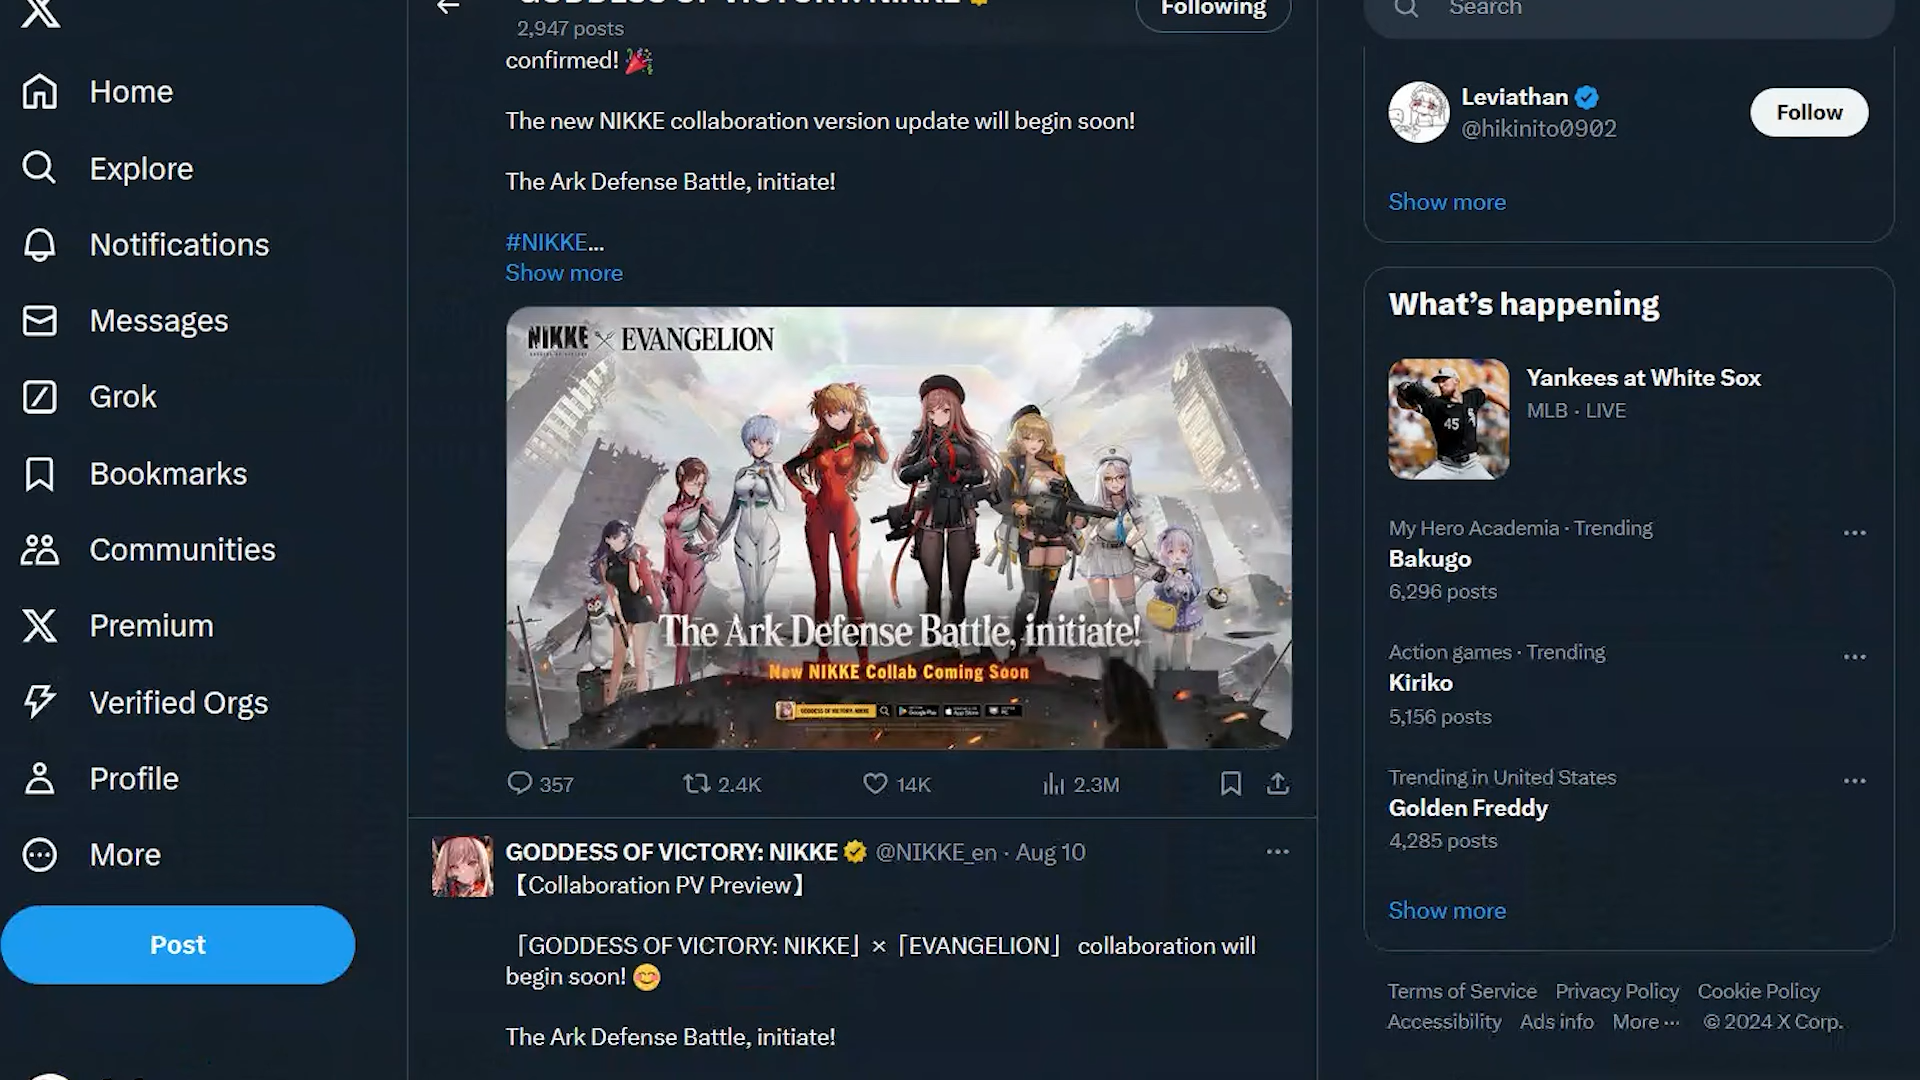 Home
Explore
Notifications
Messages
Grok
Bookmarks
Communities
Premium
Verified Orgs
Profile
More
Post
2,947 posts
Following
confirmed! 🎉
The new NIKKE collaboration version update will begin soon!
The Ark Defense Battle, initiate!
#NIKKE...
Show more
NIKKE × EVANGELION
The Ark Defense Battle, initiate!
New NIKKE Collab Coming Soon
GODDESS OF VICTORY: NIKKE
Google Play
App Store
PC
357
2.4K
14K
2.3M
GODDESS OF VICTORY: NIKKE @NIKKE_en · Aug 10
【Collaboration PV Preview】
「GODDESS OF VICTORY: NIKKE」 × 「EVANGELION」 collaboration will
begin soon! 😊
The Ark Defense Battle, initiate!
Search
Leviathan
@hikinito0902
Follow
Show more
What's happening
Yankees at White Sox
MLB · LIVE
45
My Hero Academia · Trending
Bakugo
6,296 posts
Action games · Trending
Kiriko
5,156 posts
Trending in United States
Golden Freddy
4,285 posts
Show more
Terms of Service Privacy Policy Cookie Policy
Accessibility Ads info More ··· © 2024 X Corp.